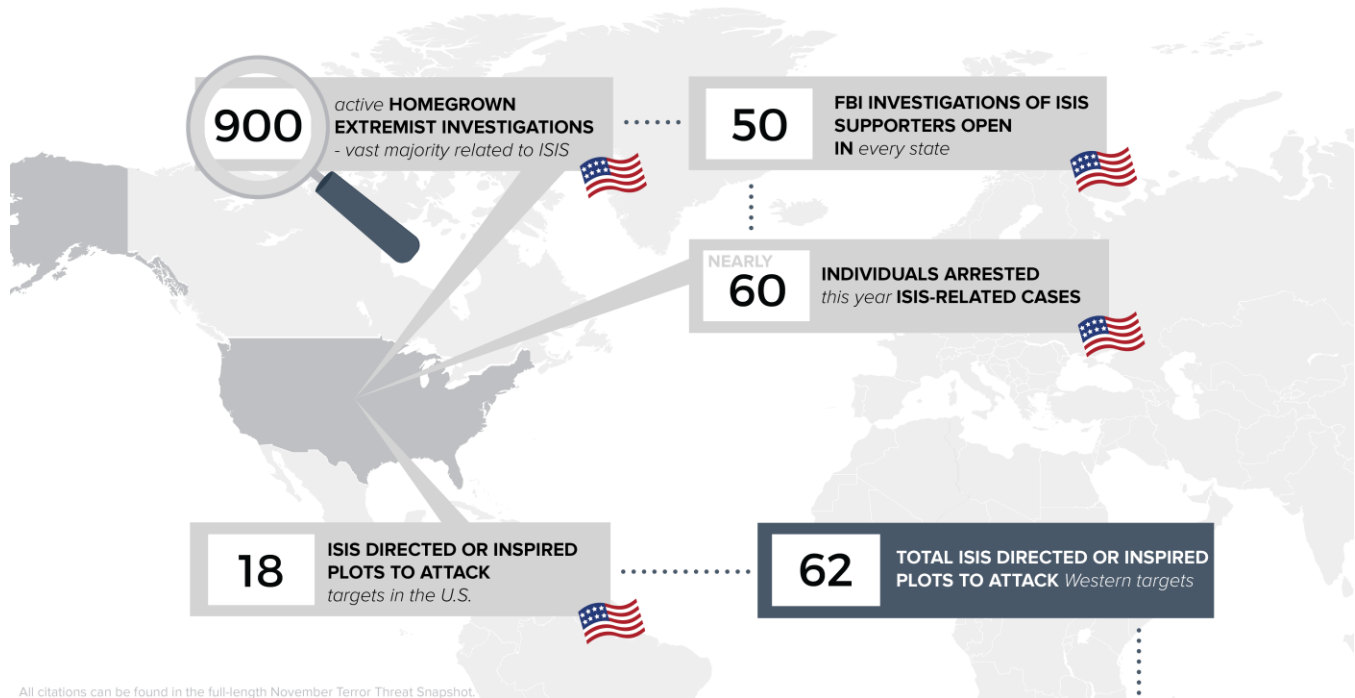 900
active HOMEGROWN
EXTREMIST INVESTIGATIONS
- vast majority related to ISIS
50
FBI INVESTIGATIONS OF ISIS
SUPPORTERS OPEN
IN every state
NEARLY
60
INDIVIDUALS ARRESTED
this year ISIS-RELATED CASES
18
ISIS DIRECTED OR INSPIRED
PLOTS TO ATTACK
targets in the U.S.
62
TOTAL ISIS DIRECTED OR INSPIRED
PLOTS TO ATTACK Western targets
All citations can be found in the full-length November Terror Threat Snapshot.